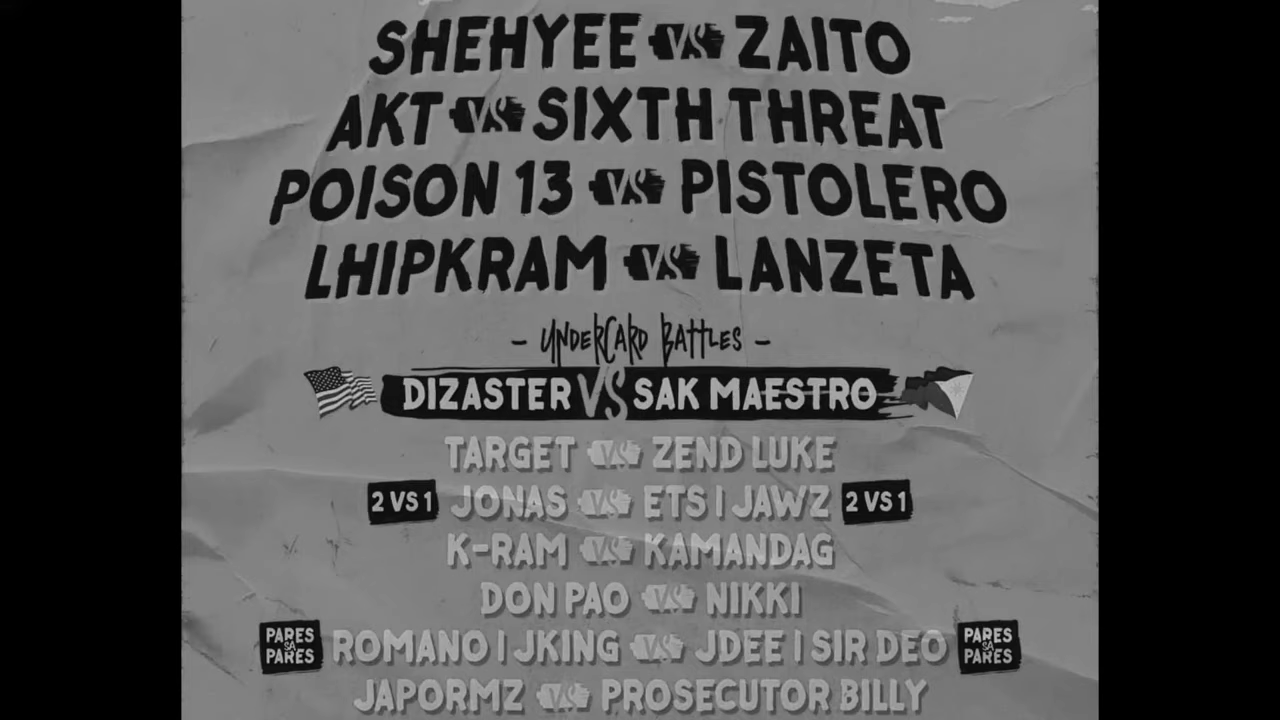 SHEHYEE VS ZAITO
AKT VS SIXTH THREAT
POISON 13 VS PISTOLERO
LHIPKRAM VS LANZETA
- UNDERCARD BATTLES -
DIZASTER VS SAK MAESTRO
TARGET VS ZEND LUKE
2 VS 1 JONAS VS ETS | JAWZ 2 VS 1
K-RAM VS KAMANDAG
DON PAO VS NIKKI
PARES SA PARES ROMANO | JKING VS JDEE | SIR DEO PARES SA PARES
JAPORMZ VS PROSECUTOR BILLY